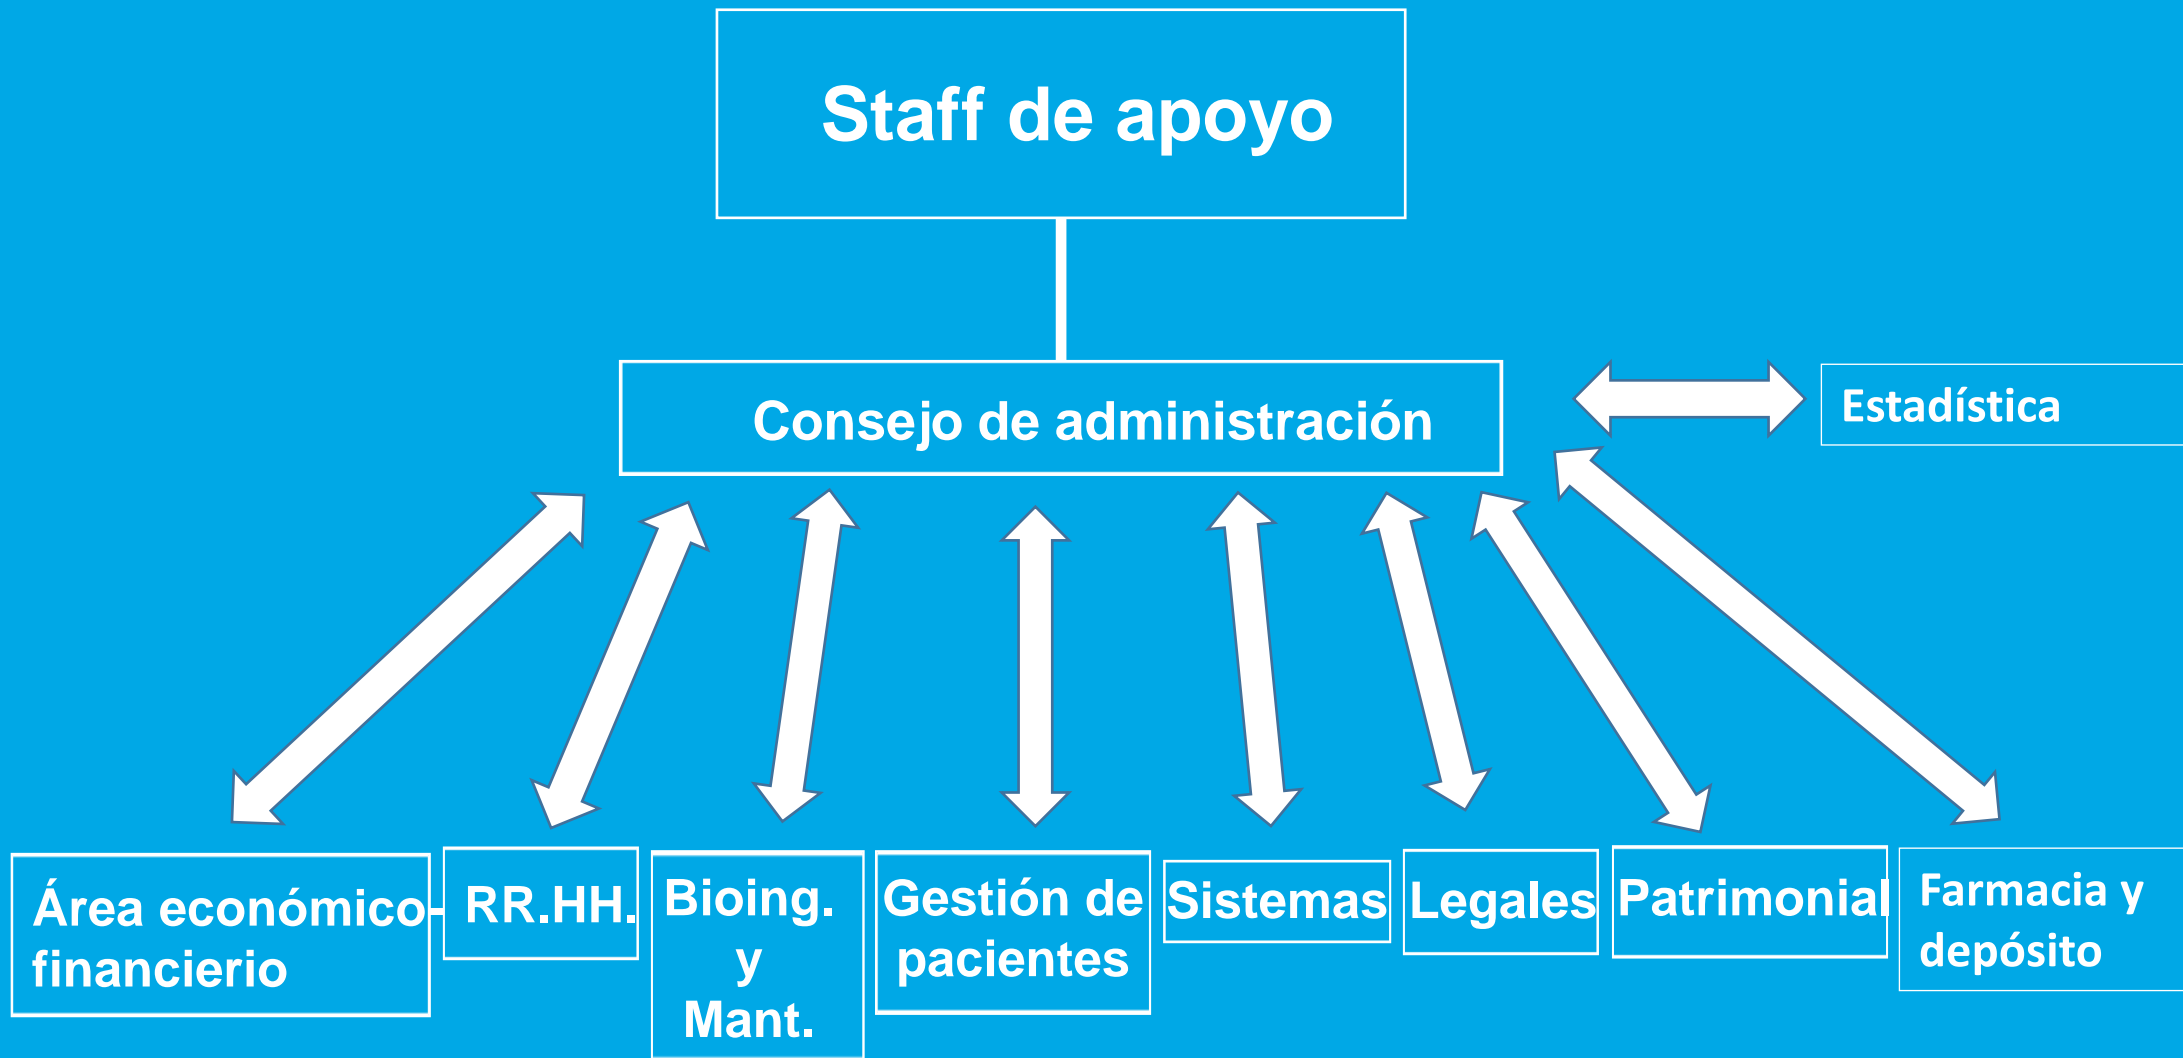 Staff de apoyo
Consejo de administración
Estadística
Área económico-
financierio
RR.HH.
Bioing.
y
Mant.
Gestión de
pacientes
Sistemas
Legales
Patrimonial
Farmacia y
depósito